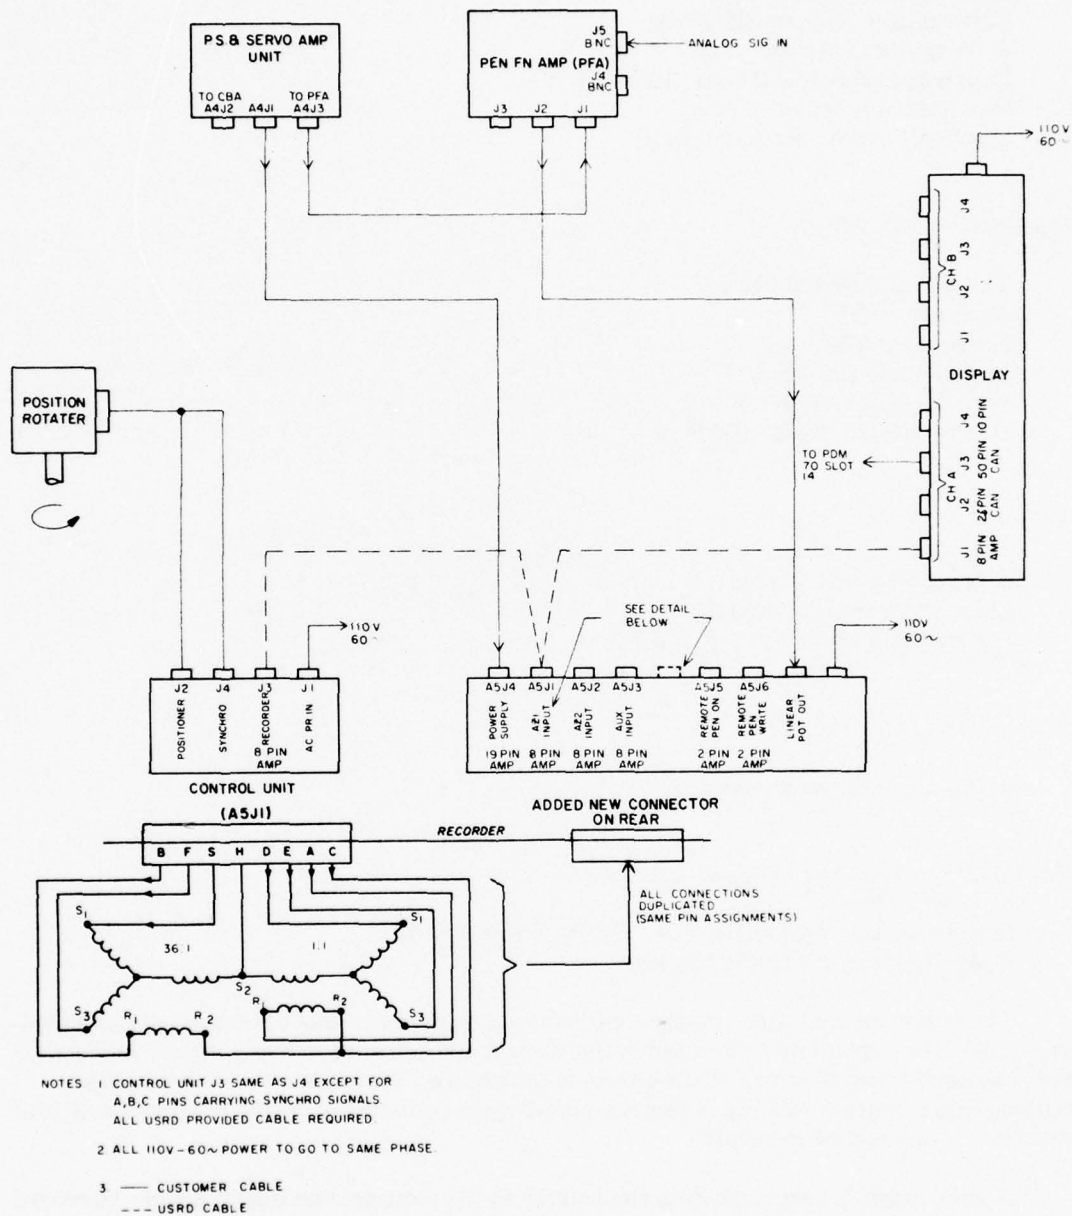 P.S.& SERVO AMP
UNIT
TO CBA
A4J2
A4J1
TO PFA
A4J3
PEN FN AMP (PFA)
J5
BNC
J4
BNC
J3
J2
J1
ANALOG SIG IN
110V
60~
J4
J3
J2
J1
CH B
DISPLAY
J4
10 PIN
J3
50 PIN
CAN
J2
CAN
J1
8 PIN
AMP
CH A
TO PDM
70 SLOT
14
POSITION
ROTATER
110V
60~
SEE DETAIL
BELOW
110V
60~
J2
POSITIONER
J4
SYNCHRO
J3
RECORDER
8 PIN
AMP
J1
AC PR IN
CONTROL UNIT
A5J4
POWER
SUPPLY
19 PIN
AMP
A5J1
AZ1
INPUT
8 PIN
AMP
A5J2
AZ2
INPUT
8 PIN
AMP
A5J3
AUX
INPUT
8 PIN
AMP
A5J5
REMOTE
PEN ON
2 PIN
AMP
A5J6
REMOTE
PEN
WRITE
2 PIN
AMP
LINEAR
POT OUT
(A5J1)
RECORDER
ADDED NEW CONNECTOR
ON REAR
B F S H D E A C
ALL CONNECTIONS
DUPLICATED
(SAME PIN ASSIGNMENTS)
S1
36:1
1:1
S1
S2
S3
R1
R2
R1
R2
S3
NOTES 1 CONTROL UNIT J3 SAME AS J4 EXCEPT FOR
A,B,C PINS CARRYING SYNCHRO SIGNALS.
ALL USRD PROVIDED CABLE REQUIRED.
2 ALL 110V-60~ POWER TO GO TO SAME PHASE.
3 — CUSTOMER CABLE
--- USRD CABLE